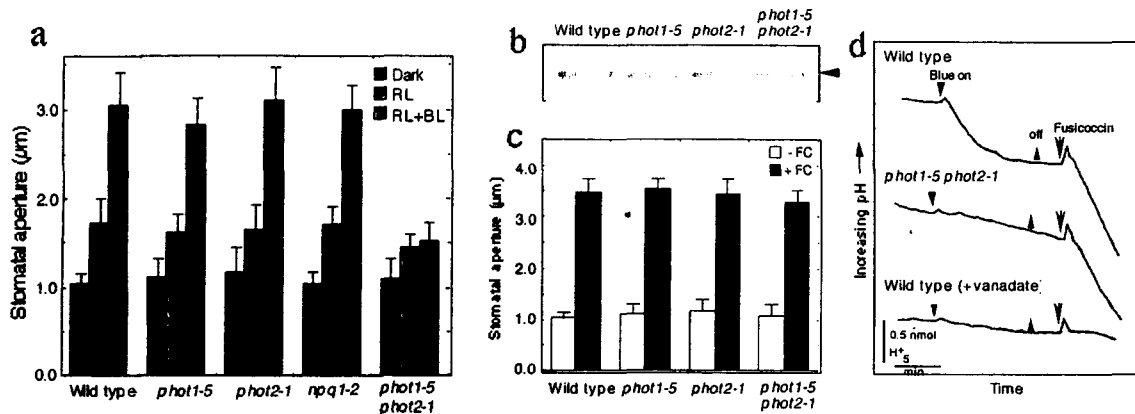 a
Stomatal aperture (µm)
3.0
2.0
1.0
0.0
Dark
RL
RL+BL
Wild type phot1-5 phot2-1 npq1-2 phot1-5
phot2-1
b
Wild type phot1-5 phot2-1 phot1-5
phot2-1
c
Stomatal aperture (µm)
4.0
3.0
2.0
1.0
0.0
- FC
+ FC
Wild type phot1-5 phot2-1 phot1-5
phot2-1
d
Wild type
Blue on
off
Fusicoccin
phot1-5 phot2-1
Wild type (+vanadate)
Increasing pH
0.5 nmol
H+
5
min
Time